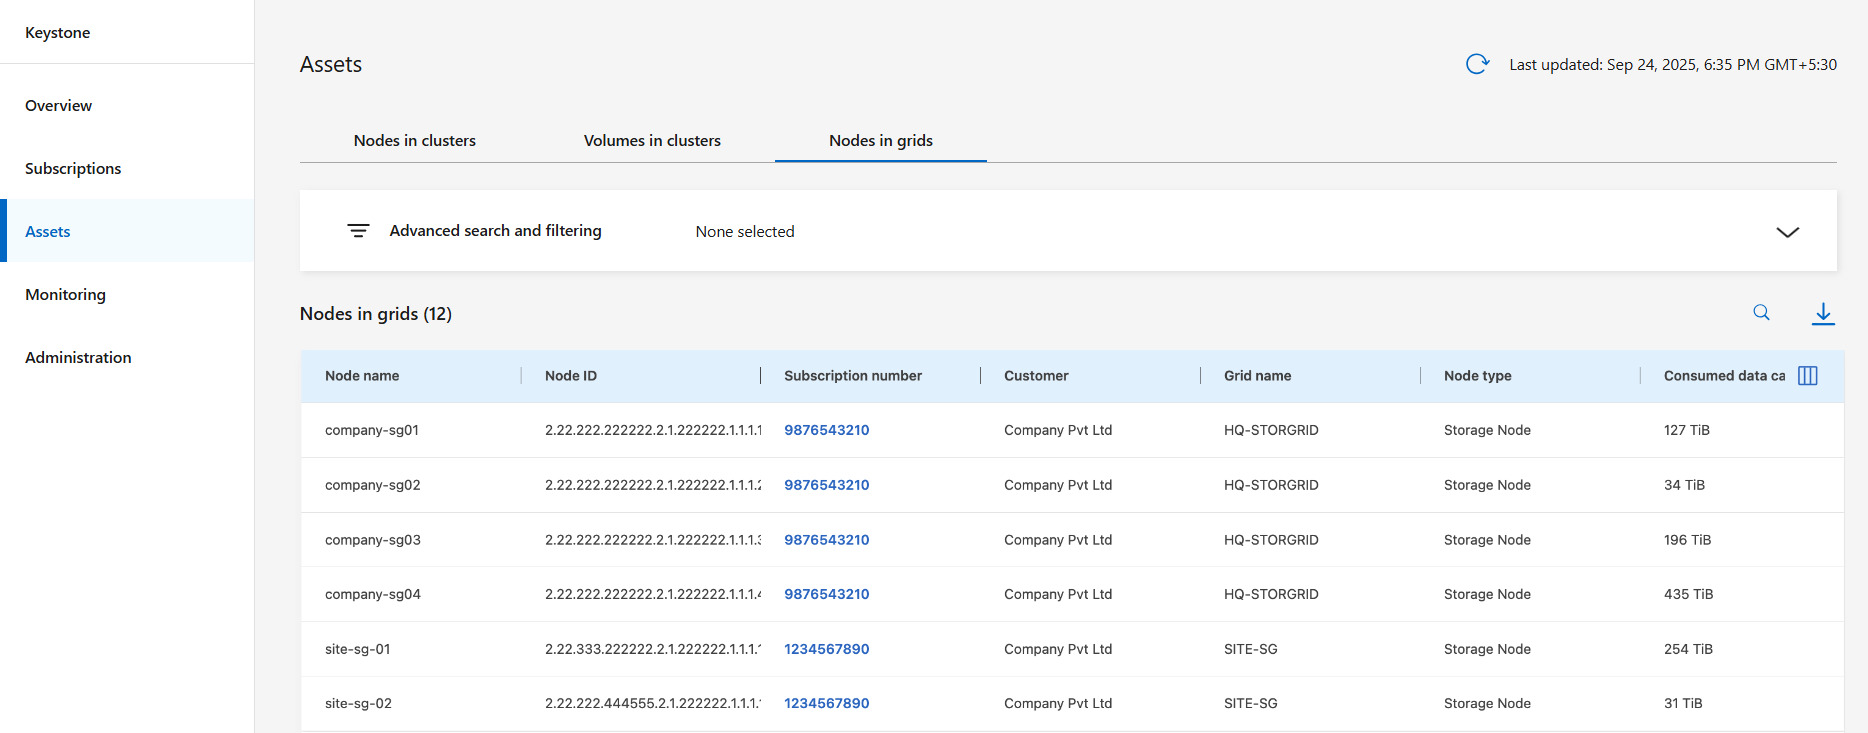 Keystone
Overview
Subscriptions
Assets
Monitoring
Administration
Assets
Last updated: Sep 24, 2025, 6:35 PM GMT+5:30
Nodes in clusters Volumes in clusters Nodes in grids
Advanced search and filtering None selected
Nodes in grids (12)
Node name Node ID Subscription number Customer Grid name Node type Consumed data ca
company-sg01 2.22.222.222222.2.1.222222.1.1.1.1 9876543210 Company Pvt Ltd HQ-STORGRID Storage Node 127 TiB
company-sg02 2.22.222.222222.2.1.222222.1.1.1.2 9876543210 Company Pvt Ltd HQ-STORGRID Storage Node 34 TiB
company-sg03 2.22.222.222222.2.1.222222.1.1.1.3 9876543210 Company Pvt Ltd HQ-STORGRID Storage Node 196 TiB
company-sg04 2.22.222.222222.2.1.222222.1.1.1.4 9876543210 Company Pvt Ltd HQ-STORGRID Storage Node 435 TiB
site-sg-01 2.22.333.222222.2.1.222222.1.1.1.1 1234567890 Company Pvt Ltd SITE-SG Storage Node 254 TiB
site-sg-02 2.22.222.444555.2.1.222222.1.1.1.1 1234567890 Company Pvt Ltd SITE-SG Storage Node 31 TiB